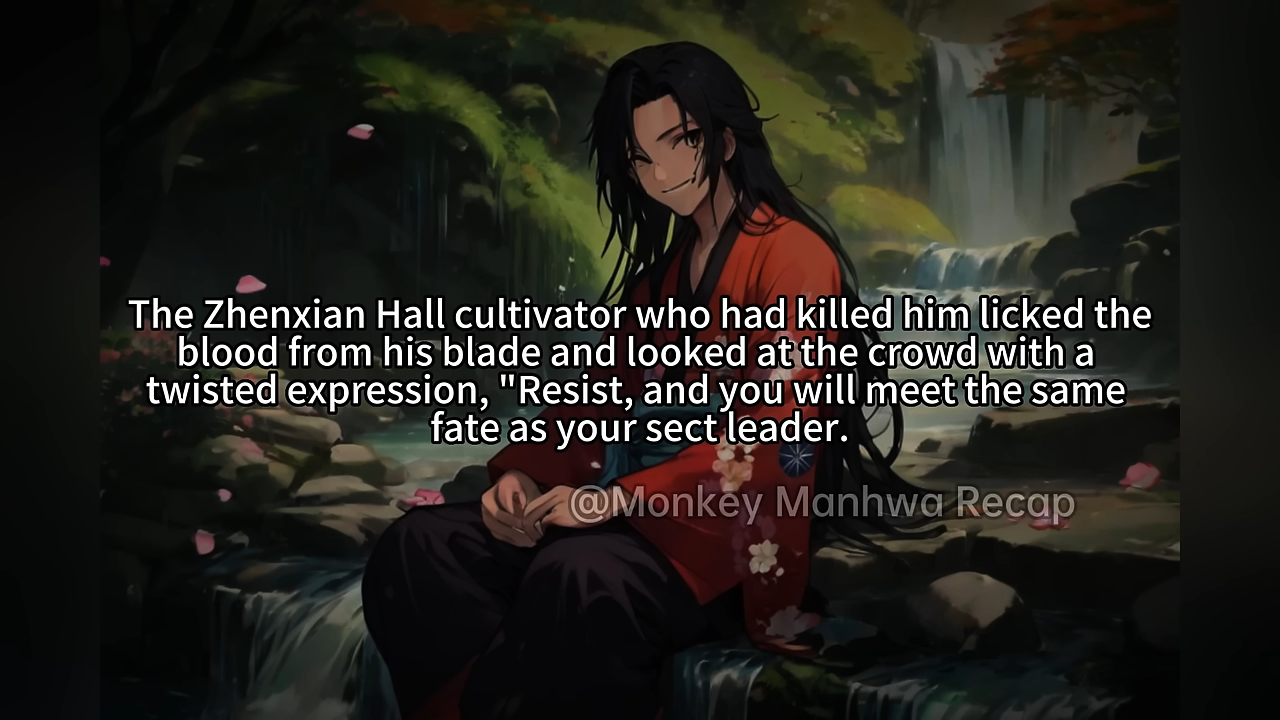 The Zhenxian Hall cultivator who had killed him licked the
blood from his blade and looked at the crowd with a
twisted expression, "Resist, and you will meet the same
fate as your sect leader.
@Monkey Manhwa Recap